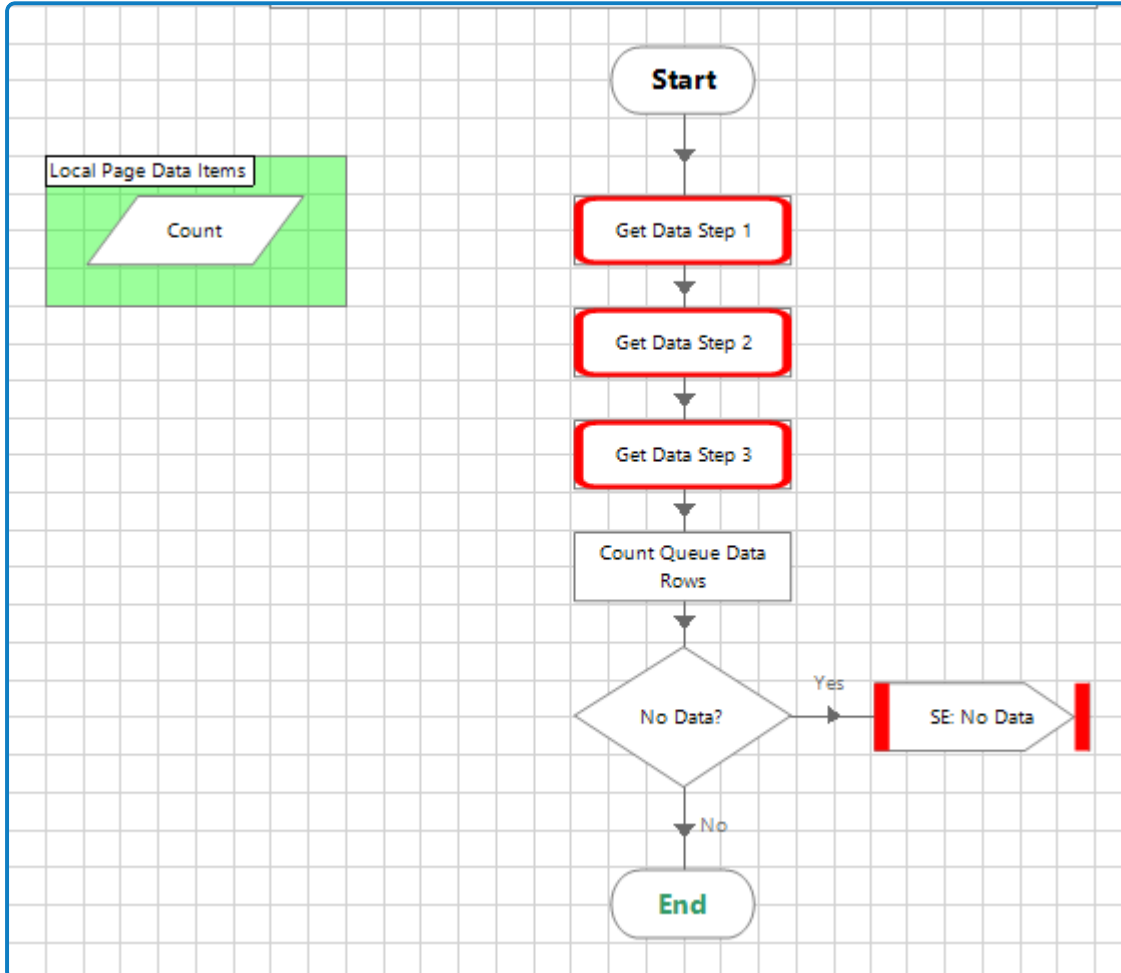 Start
Local Page Data Items
Count
Get Data Step 1
Get Data Step 2
Get Data Step 3
Count Queue Data
Rows
No Data?
Yes
SE: No Data
No
End